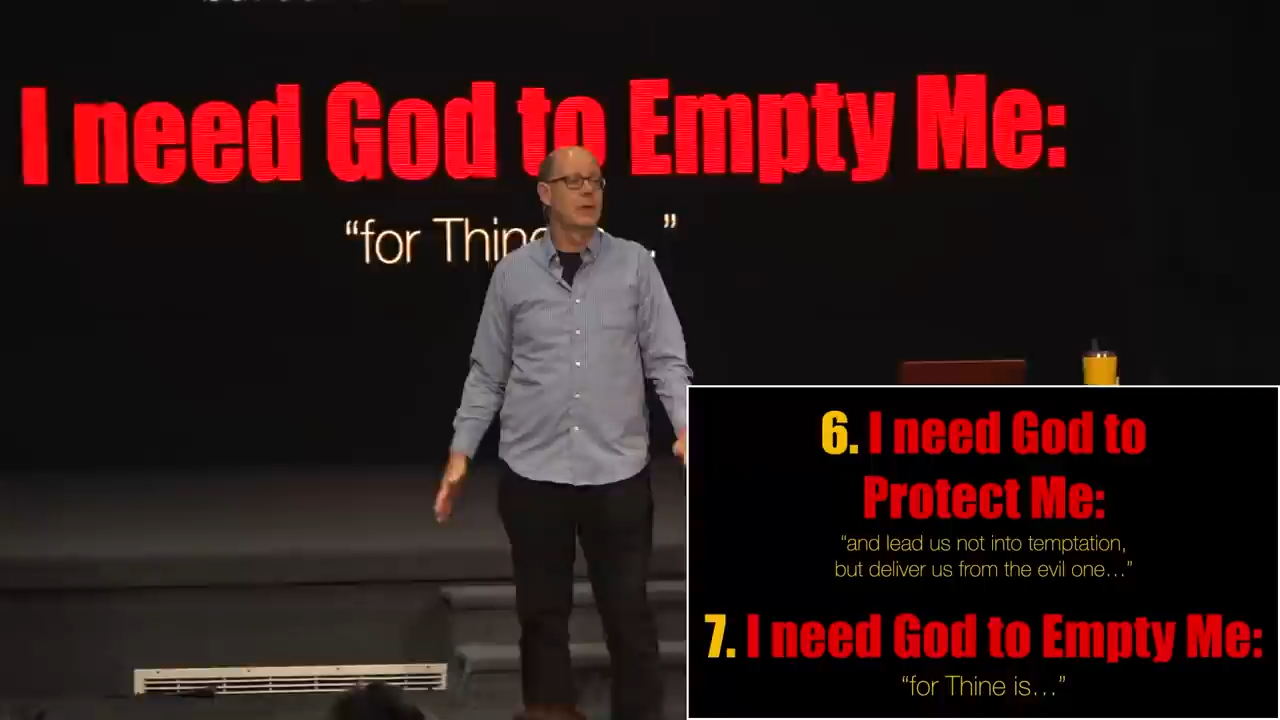 I need God to Empty Me:
“for Thine …”
6. I need God to
Protect Me:
“and lead us not into temptation,
but deliver us from the evil one…”
7. I need God to Empty Me:
“for Thine is…”